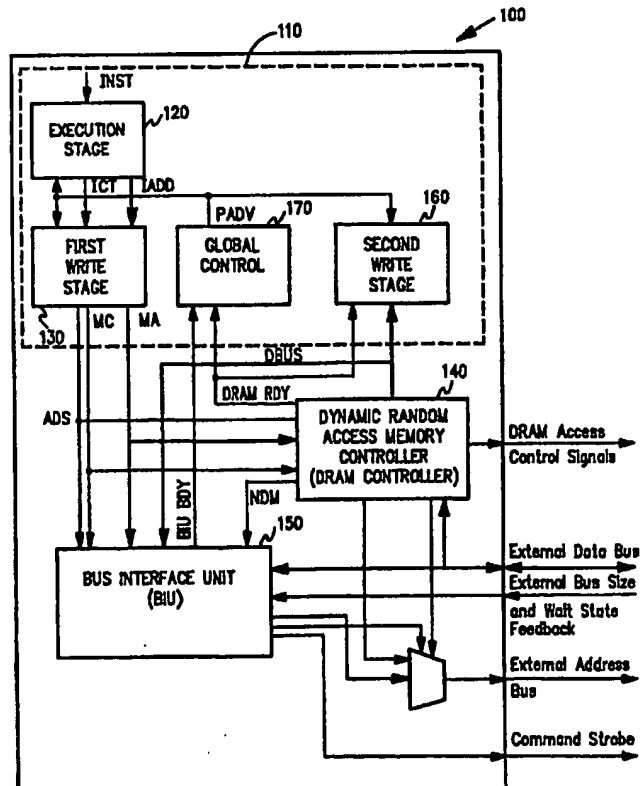 100
110
INST
120
EXECUTION
STAGE
ICT
IADD
PADV
170
160
FIRST
WRITE
STAGE
GLOBAL
CONTROL
SECOND
WRITE
STAGE
130
MC
MA
DBUS
140
DRAM RDY
ADS
DYNAMIC RANDOM
ACCESS MEMORY
CONTROLLER
(DRAM CONTROLLER)
DRAM Access
Control Signals
BIU BDY
NDM
150
BUS INTERFACE UNIT
(BIU)
External Data Bus
External Bus Size
and Wait State
Feedback
External Address
Bus
Command Strobe